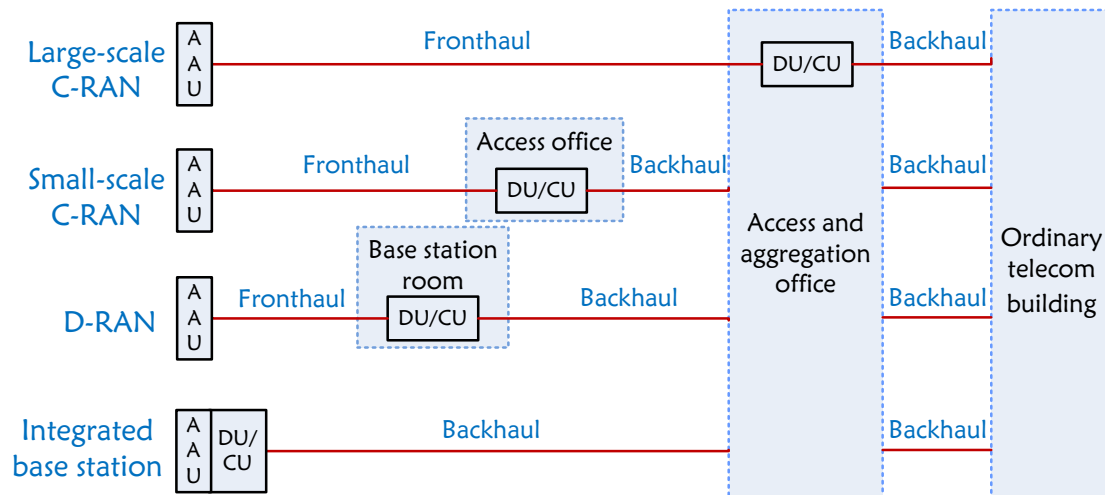 Large-scale
C-RAN
A
A
U
Fronthaul
DU/CU
Backhaul
Small-scale
C-RAN
A
A
U
Fronthaul
Access office
DU/CU
Backhaul
Backhaul
D-RAN
A
A
U
Fronthaul
Base station
room
DU/CU
Backhaul
Access and
aggregation
office
Backhaul
Ordinary
telecom
building
Integrated
base station
A
A
U
DU/
CU
Backhaul
Backhaul